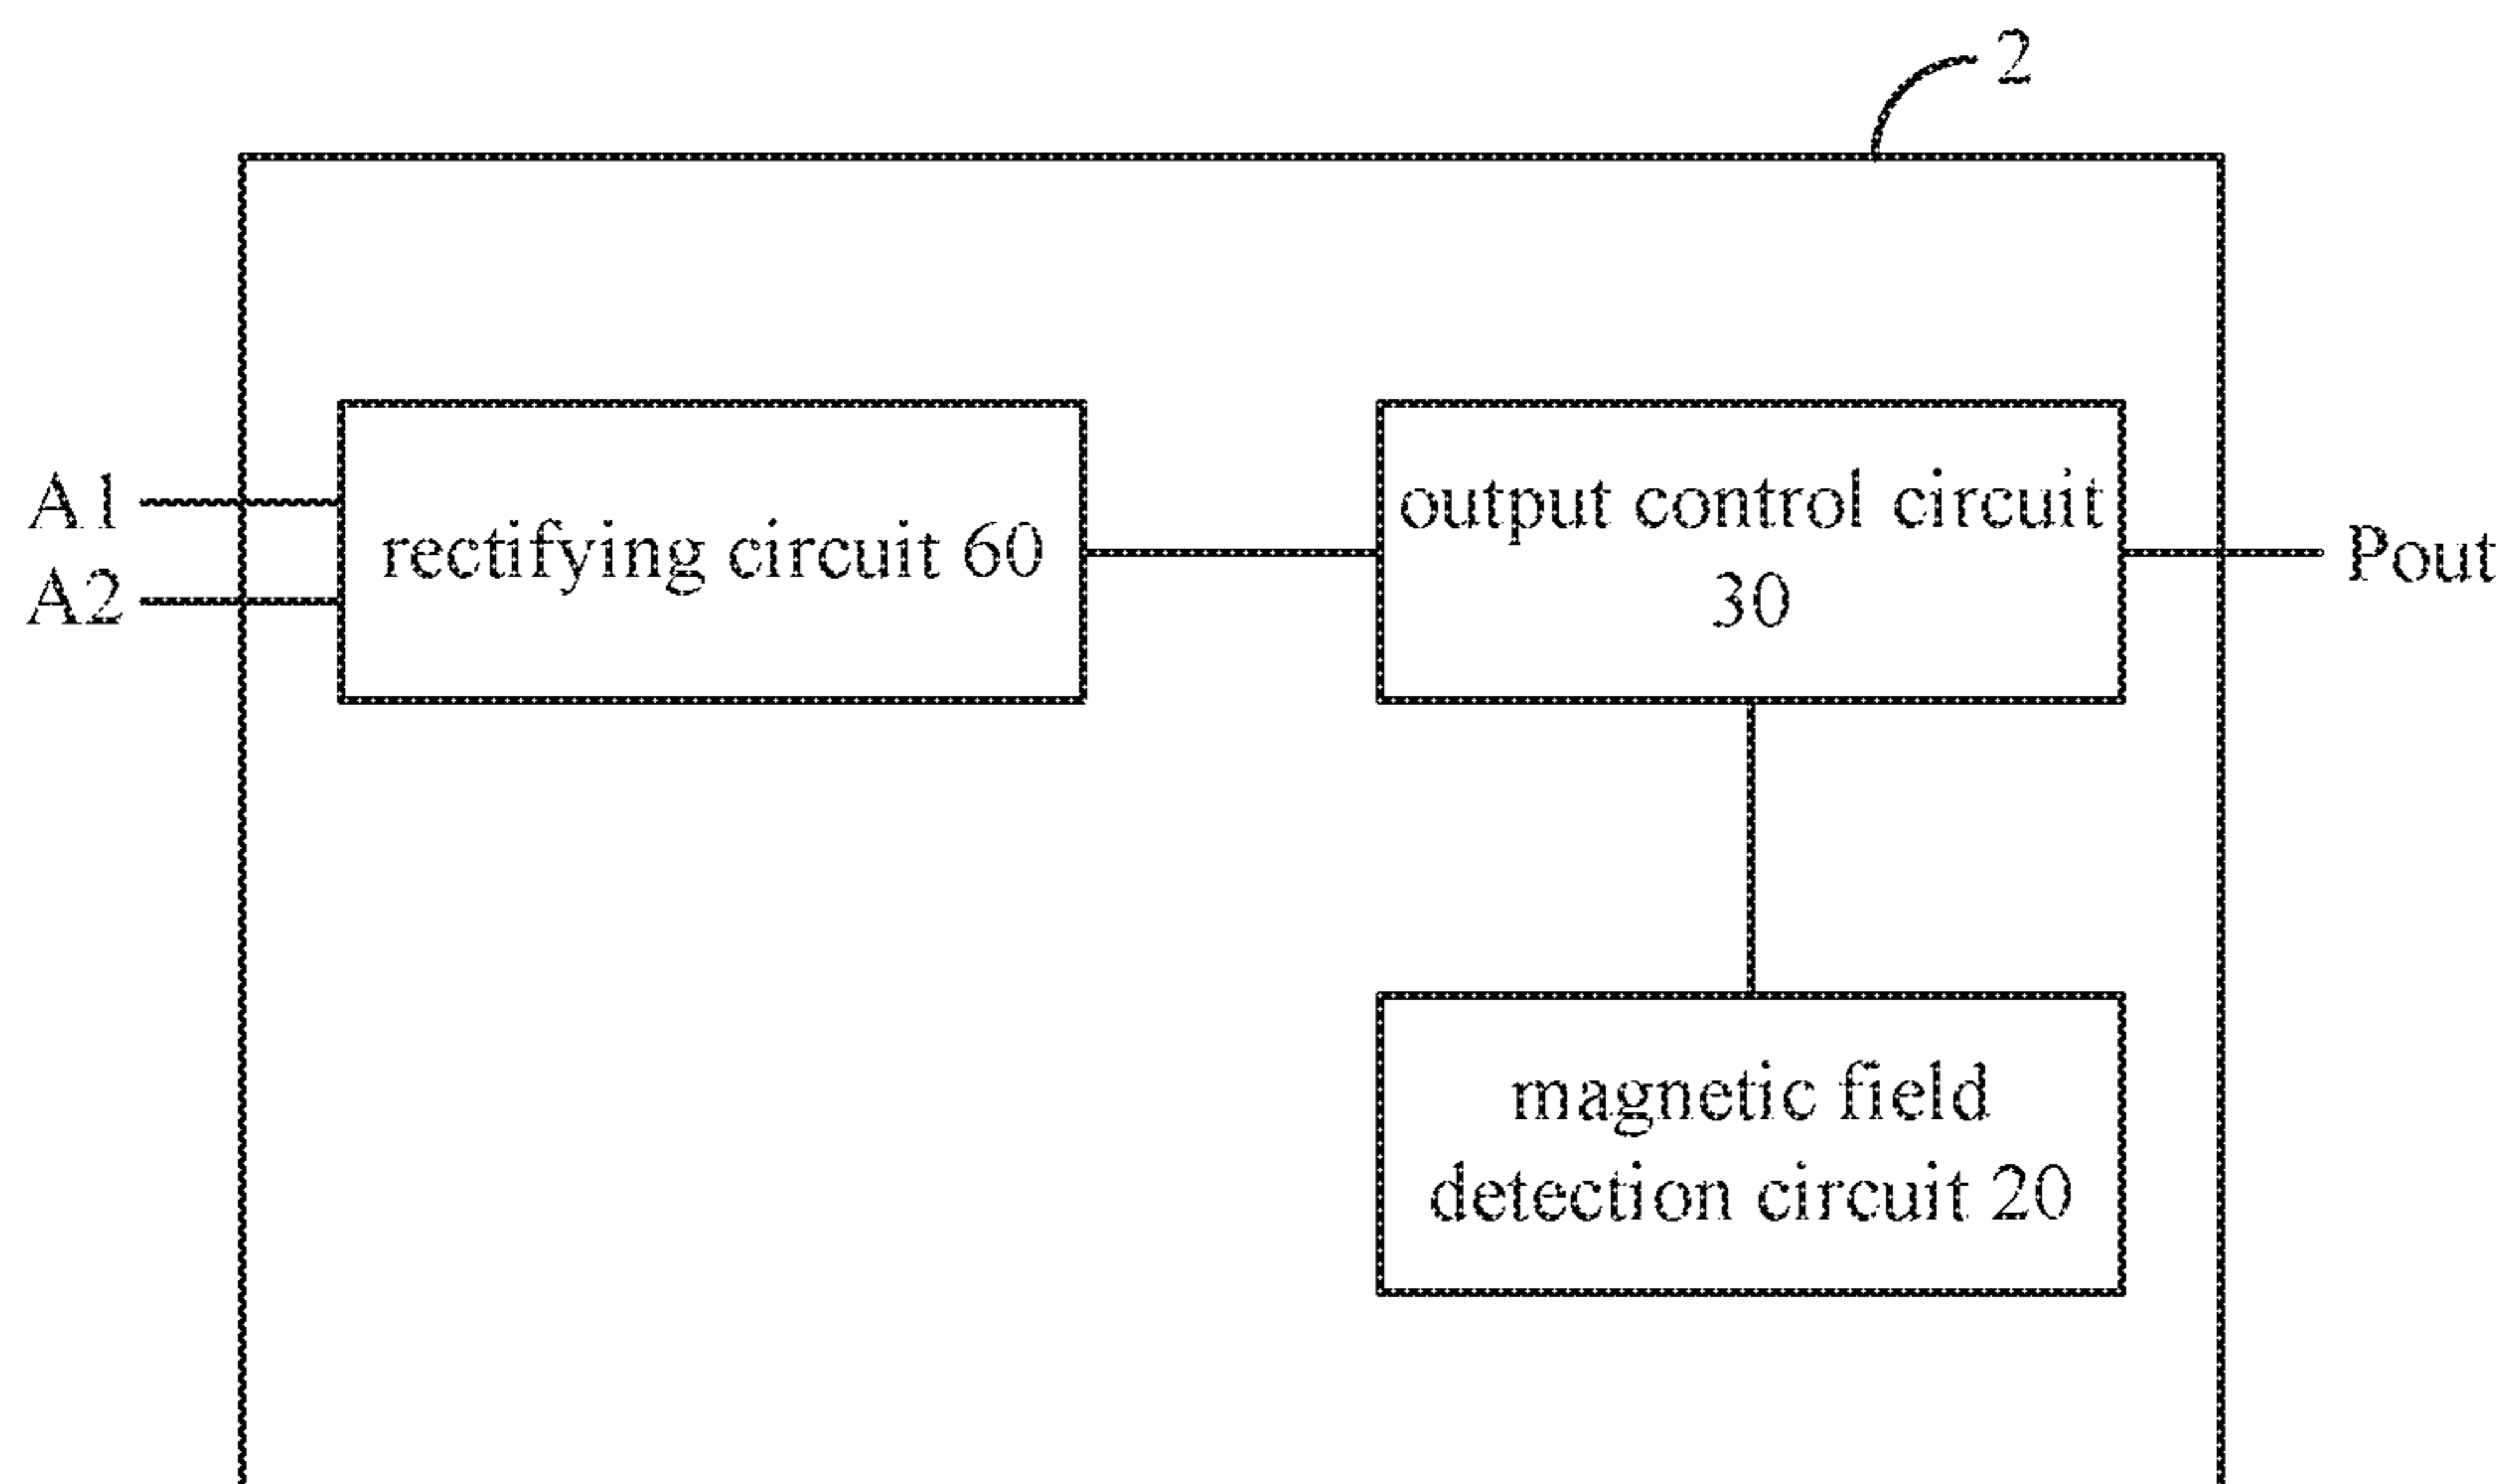 2
A1
A2
rectifying circuit 60
output control circuit
30
Pout
magnetic field
detection circuit 20